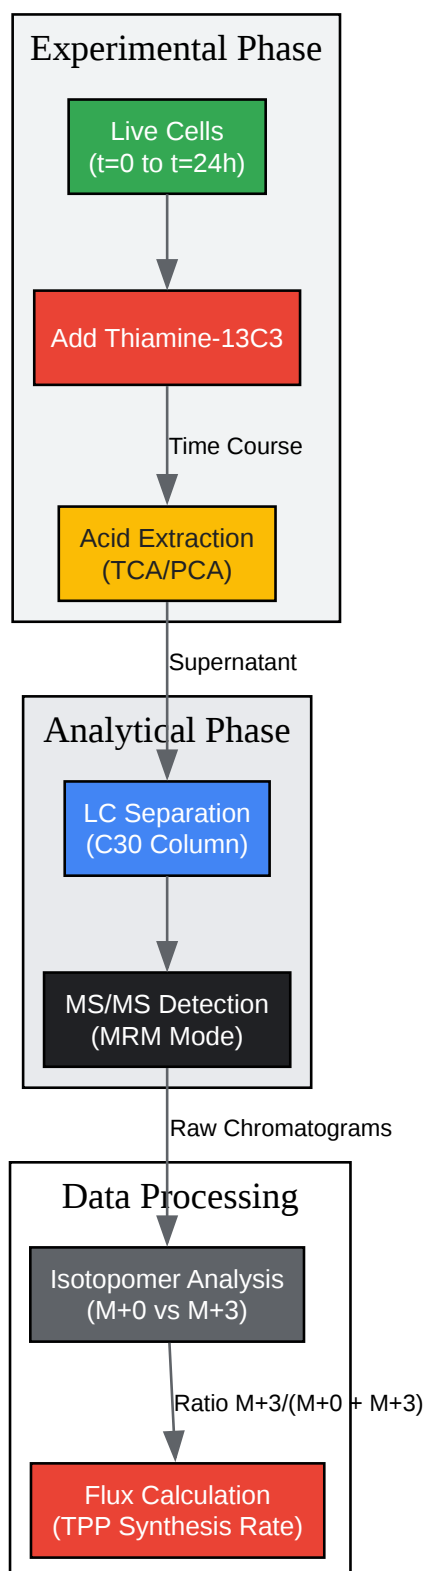 Experimental Phase
Live Cells
(t=0 to t=24h)
Add Thiamine-13C3
Time Course
Acid Extraction
(TCA/PCA)
Supernatant
Analytical Phase
LC Separation
(C30 Column)
MS/MS Detection
(MRM Mode)
Raw Chromatograms
Data Processing
Isotopomer Analysis
(M+0 vs M+3)
Ratio M+3/(M+0 + M+3)
Flux Calculation
(TPP Synthesis Rate)